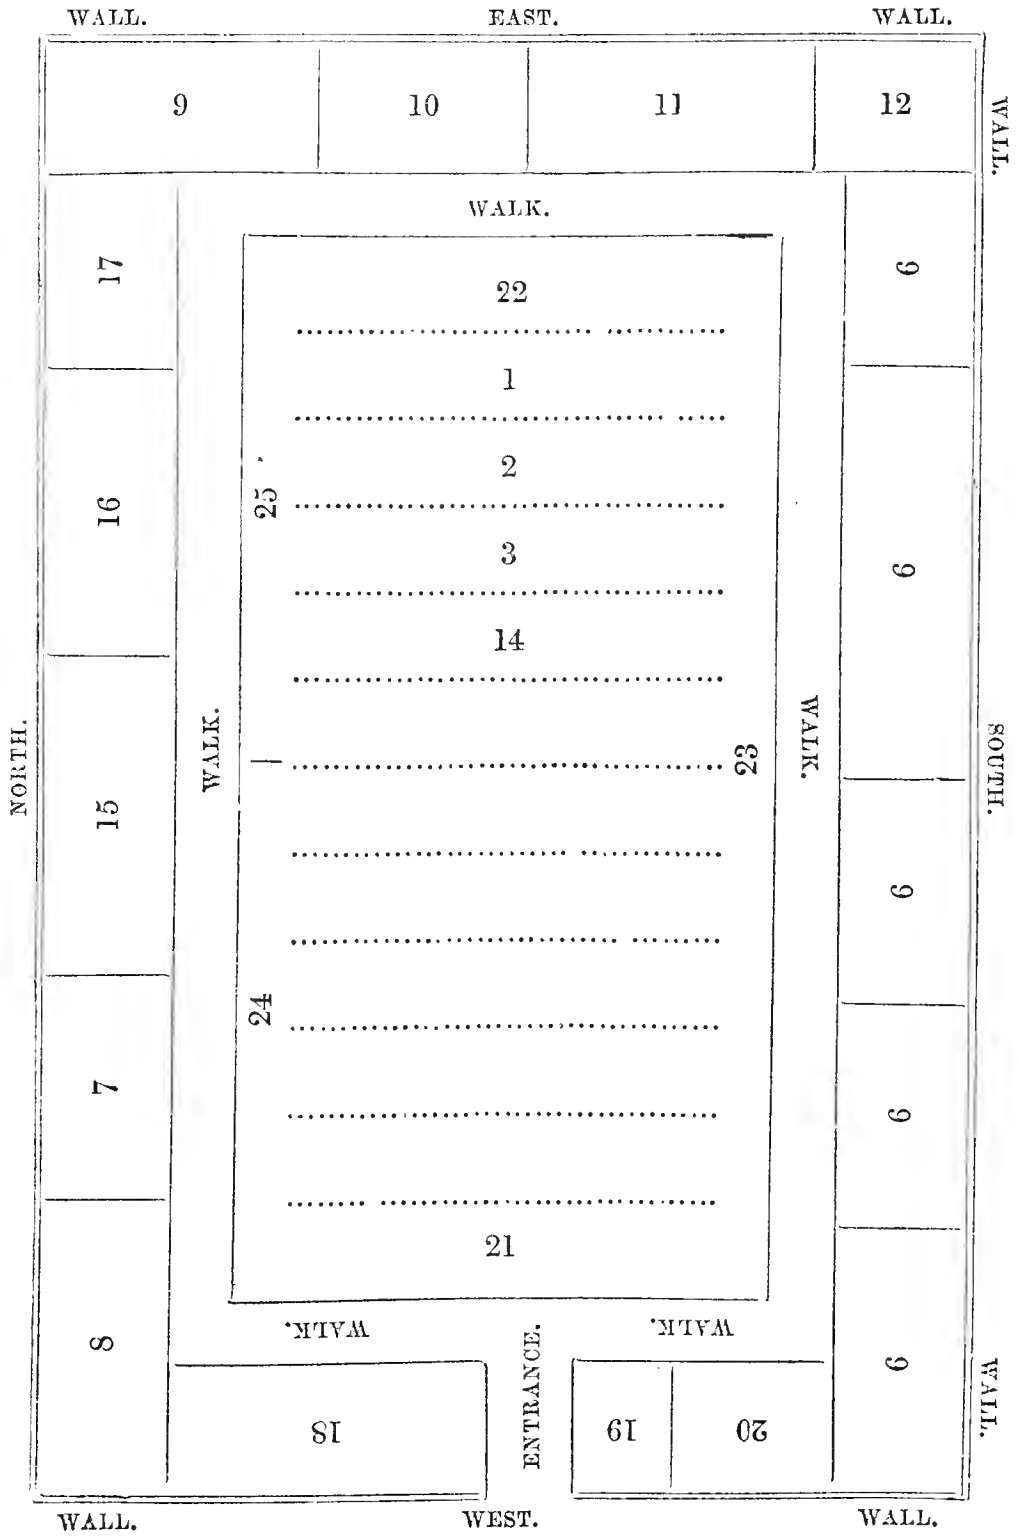 WALL. EAST. WALL.
9 10 11 12
WALL.
WALK.
17
22
6
1
2
25
16
3
6
14
NORTH.
15
WALK.
23
WALK.
SOUTH.
6
24
7
6
21
WALK. WALK.
8
18
ENTRANCE.
19 20
6
WALL.
WALL. WEST. WALL.